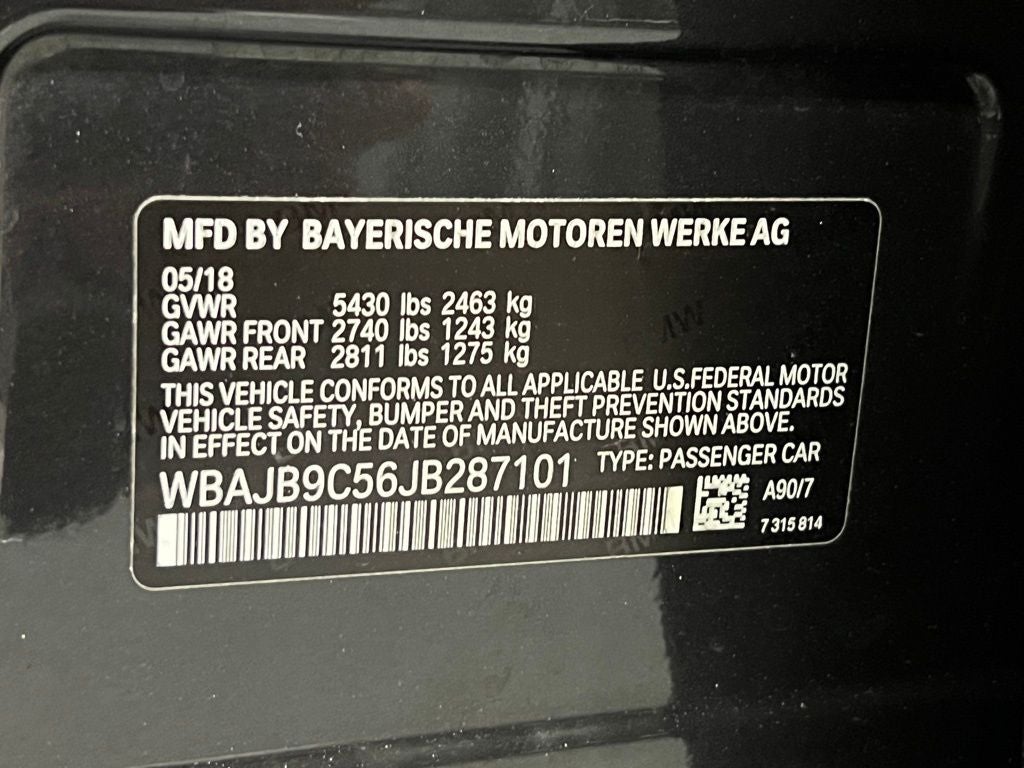 MFD BY BAYERISCHE MOTOREN WERKE AG
05/18
GVWR 5430 lbs 2463 kg
GAWR FRONT 2740 lbs 1243 kg
GAWR REAR 2811 lbs 1275 kg
THIS VEHICLE CONFORMS TO ALL APPLICABLE U.S.FEDERAL MOTOR
VEHICLE SAFETY, BUMPER AND THEFT PREVENTION STANDARDS
IN EFFECT ON THE DATE OF MANUFACTURE SHOWN ABOVE.
WBAJB9C56JB287101 TYPE: PASSENGER CAR
A90/7
7 315 814